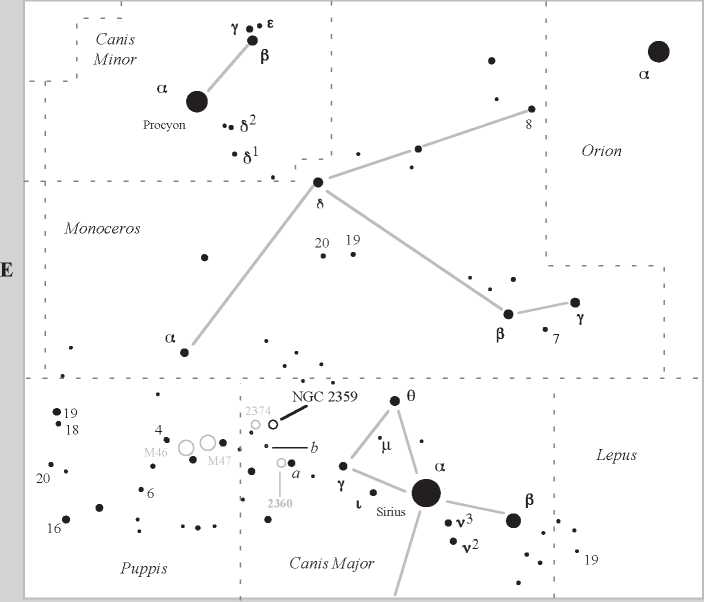 γ ε
Canis
Minor
β
α
α
Procyon
δ²
8
δ¹
Orion
δ
Monoceros
20 19
E
γ
α
β
7
NGC 2359
θ
2374
19
18
4
M46
M47
b
μ
α
Lepus
a
20
γ
6
2360
ι
Sirius
β
ν³
16
ν²
19
Puppis
Canis Major